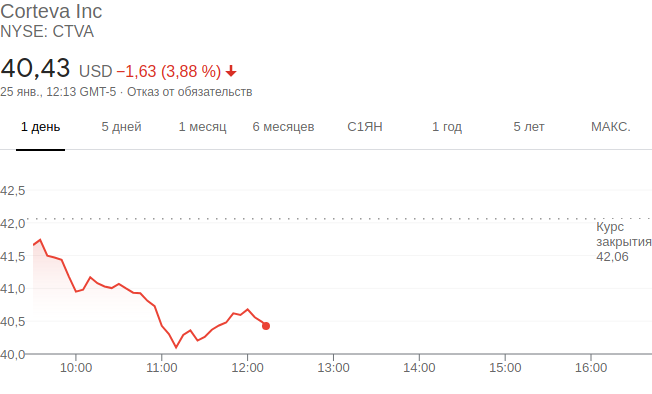 Corteva Inc
NYSE: CTVA
40,43 USD −1,63 (3,88 %)
25 янв., 12:13 GMT-5 · Отказ от обязательств
1 день 5 дней 1 месяц 6 месяцев С1ЯН 1 год 5 лет МАКС.
42,5
42,0
Курс
закрытия
42,06
41,5
41,0
40,5
40,0
10:00 11:00 12:00 13:00 14:00 15:00 16:00